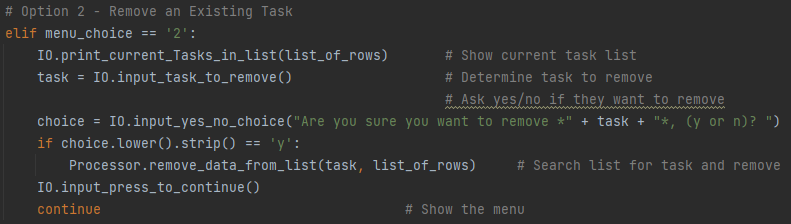 # Option 2 - Remove an Existing Task
elif menu_choice == '2':
    IO.print_current_Tasks_in_list(list_of_rows)       # Show current task list
    task = IO.input_task_to_remove()                   # Determine task to remove
                                                       # Ask yes/no if they want to remove
    choice = IO.input_yes_no_choice("Are you sure you want to remove *" + task + "*, (y or n)? ")
    if choice.lower().strip() == 'y':
        Processor.remove_data_from_list(task, list_of_rows)     # Search list for task and remove
    IO.input_press_to_continue()
    continue                                      # Show the menu